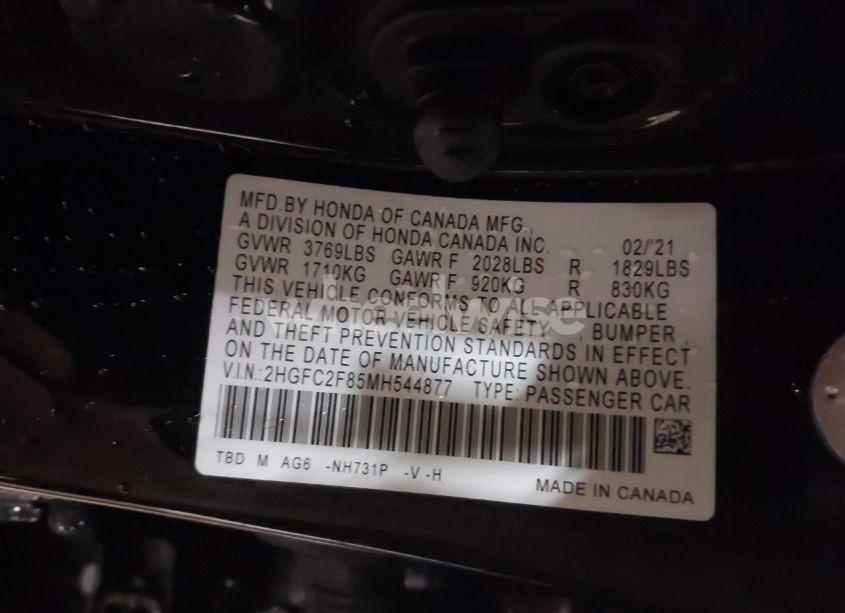 MFD.BY HONDA OF CANADA MFG.,
A DIVISION OF HONDA CANADA INC. 02/'21
GVWR 3769LBS GAWR F 2028LBS R 1829LBS
GVWR 1710KG GAWR F 920KG R 830KG
THIS VEHICLE CONFORMS TO ALL APPLICABLE
FEDERAL MOTOR VEHICLE SAFETY , BUMPER ,
AND THEFT PREVENTION STANDARDS IN EFFECT
ON THE DATE OF MANUFACTURE SHOWN ABOVE.
V.I.N.:2HGFC2F85MH544877 TYPE: PASSENGER CAR
TBD M AG6 -NH731P -V -H
MADE IN CANADA